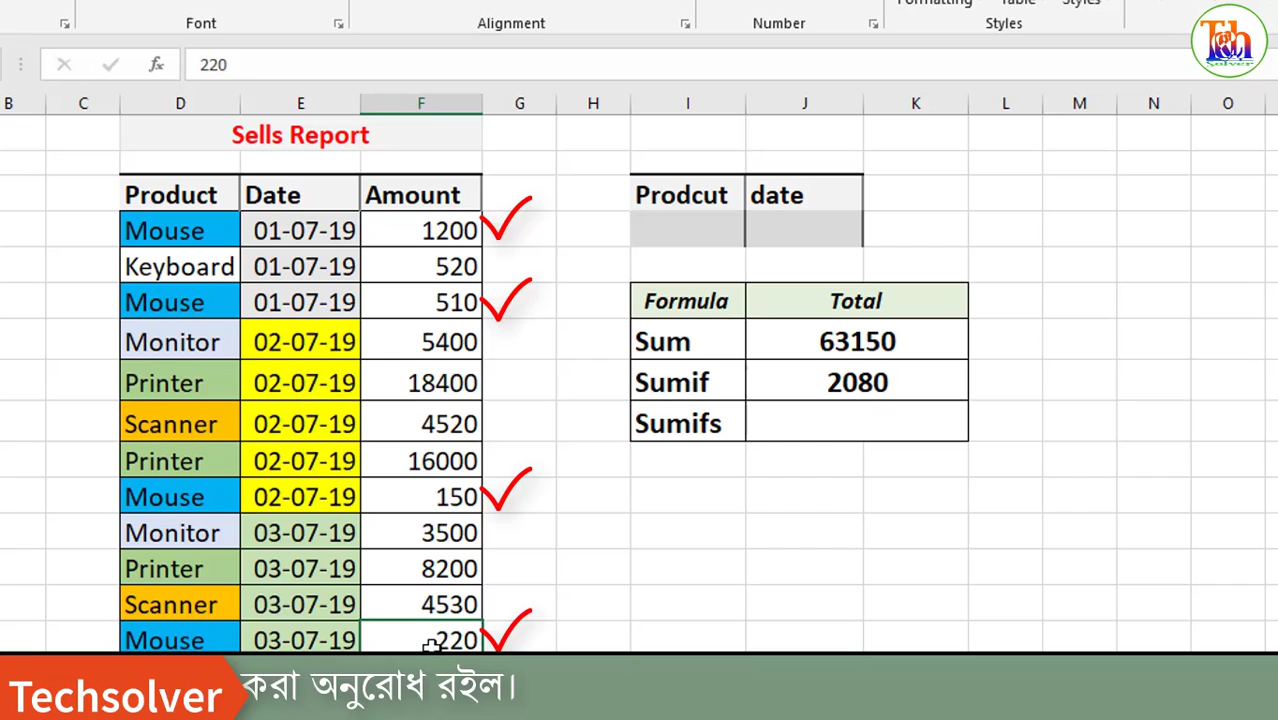 Font Alignment Number Styles
Tech Solver
fx 220
B C D E F G H I J K L M N O
Sells Report
Product Date Amount
Mouse 01-07-19 1200
Keyboard 01-07-19 520
Mouse 01-07-19 510
Monitor 02-07-19 5400
Printer 02-07-19 18400
Scanner 02-07-19 4520
Printer 02-07-19 16000
Mouse 02-07-19 150
Monitor 03-07-19 3500
Printer 03-07-19 8200
Scanner 03-07-19 4530
Mouse 03-07-19 220
Prodcut date
Formula Total
Sum 63150
Sumif 2080
Sumifs
Techsolver করা অনুরোধ রইল।